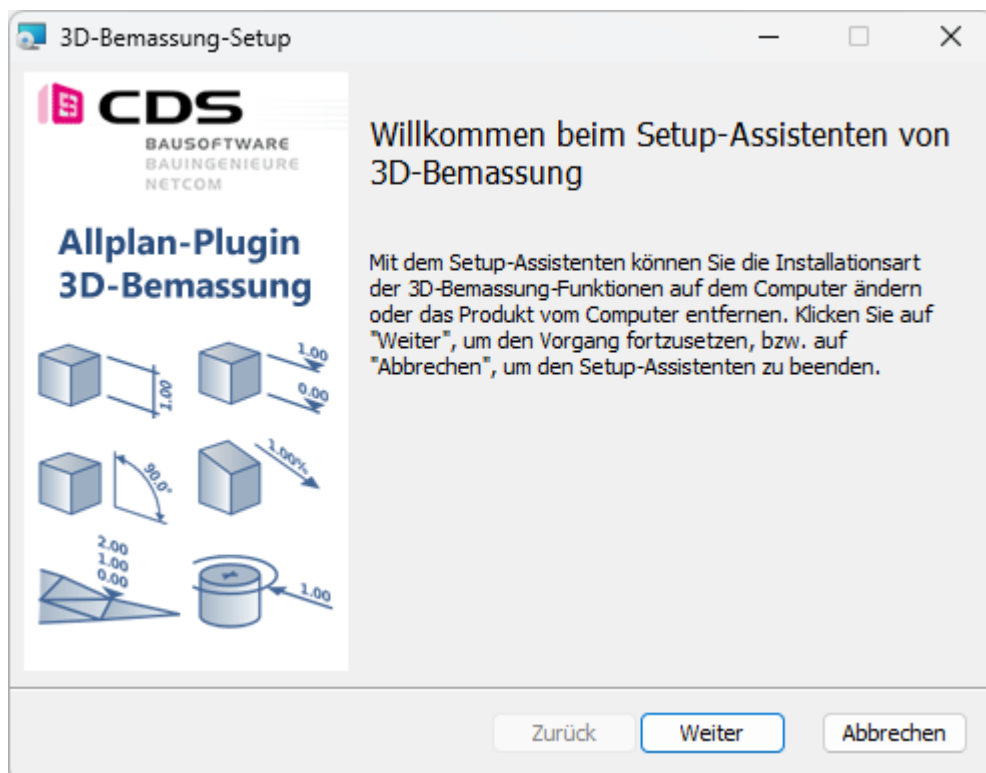 3D-Bemassung-Setup
CDS
BAUSOFTWARE
BAUINGENIEURE
NETCOM
Allplan-Plugin
3D-Bemassung
1.00
1.00
0.00
90.0°
1.00%
2.00
1.00
0.00
1.00
Willkommen beim Setup-Assistenten von
3D-Bemassung
Mit dem Setup-Assistenten können Sie die Installationsart
der 3D-Bemassung-Funktionen auf dem Computer ändern
oder das Produkt vom Computer entfernen. Klicken Sie auf
"Weiter", um den Vorgang fortzusetzen, bzw. auf
"Abbrechen", um den Setup-Assistenten zu beenden.
Zurück Weiter Abbrechen